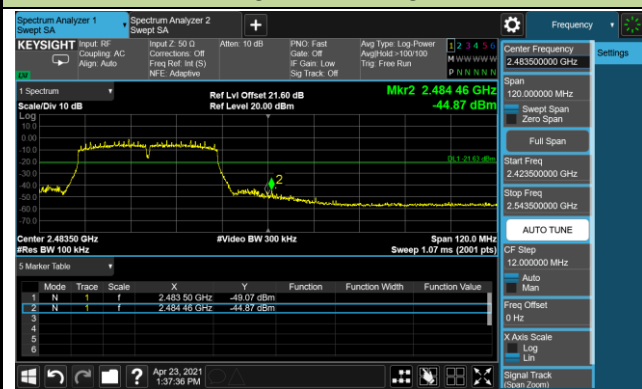 Spectrum Analyzer 1
Swept SA
Spectrum Analyzer 2
Swept SA
+
Frequency
KEYSIGHT
Input: RF
Coupling: AC
Align: Auto
Input Z: 50 Ω
Corrections: Off
Freq Ref: Int (S)
NFE: Adaptive
Atten: 10 dB
PNO: Fast
Gate: Off
IF Gain: Low
Sig Track: Off
Avg Type: Log-Power
Avg|Hold:>100/100
Trig: Free Run
1 2 3 4 5 6
M W W W W W
P N N N N N
LXI
Center Frequency
2.483500000 GHz
Settings
Span
120.000000 MHz
Swept Span
Zero Span
Full Span
Start Freq
2.423500000 GHz
Stop Freq
2.543500000 GHz
AUTO TUNE
CF Step
12.000000 MHz
Auto
Man
Freq Offset
0 Hz
X Axis Scale
Log
Lin
Signal Track
(Span Zoom)
1 Spectrum
Scale/Div 10 dB
Log
Ref Lvl Offset 21.60 dB
Ref Level 20.00 dBm
Mkr2 2.484 46 GHz
-44.87 dBm
10.0
0.00
-10.0
-20.0
-30.0
-40.0
-50.0
-60.0
-70.0
DL1 -21.63 dBm
2
Center 2.48350 GHz
#Res BW 100 kHz
#Video BW 300 kHz
Span 120.0 MHz
Sweep 1.07 ms (2001 pts)
5 Marker Table
Mode Trace Scale X Y Function Function Width Function Value
1 N 1 f 2.483 50 GHz -49.07 dBm
2 N 1 f 2.484 46 GHz -44.87 dBm
3
4
5
6
?
Apr 23, 2021
1:37:36 PM